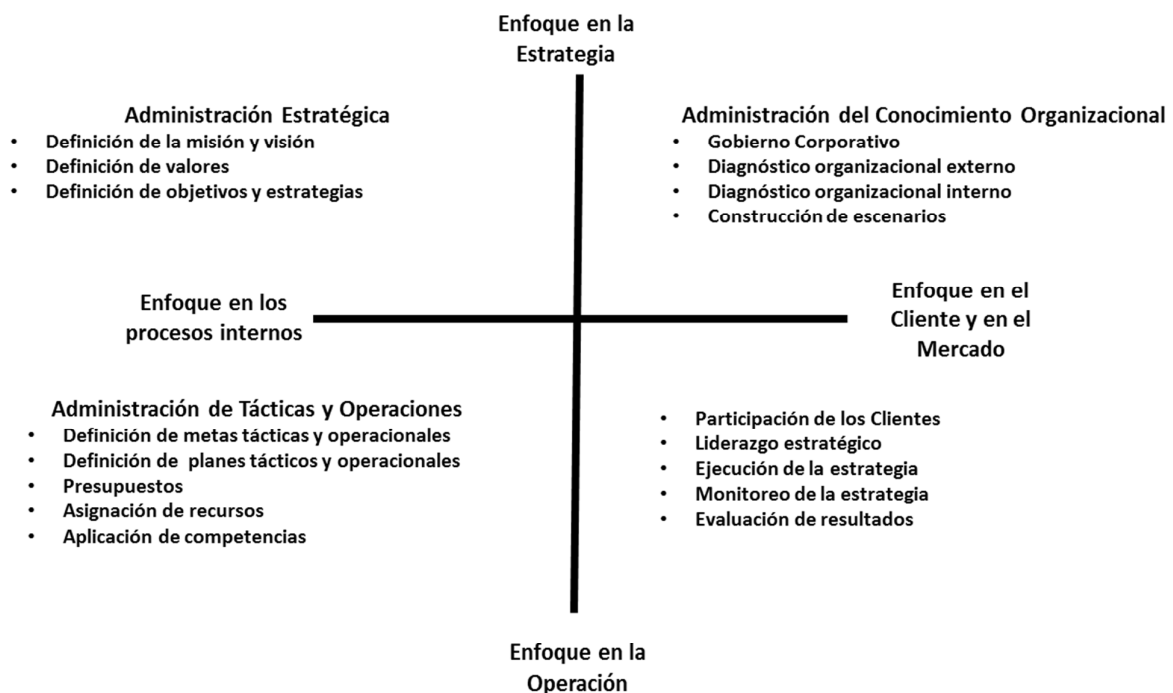 Enfoque en la
Estrategia
Administración Estratégica
• Definición de la misión y visión
• Definición de valores
• Definición de objetivos y estrategias
Administración del Conocimiento Organizacional
• Gobierno Corporativo
• Diagnóstico organizacional externo
• Diagnóstico organizacional interno
• Construcción de escenarios
Enfoque en los
procesos internos
Enfoque en el
Cliente y en el
Mercado
Administración de Tácticas y Operaciones
• Definición de metas tácticas y operacionales
• Definición de planes tácticos y operacionales
• Presupuestos
• Asignación de recursos
• Aplicación de competencias
• Participación de los Clientes
• Liderazgo estratégico
• Ejecución de la estrategia
• Monitoreo de la estrategia
• Evaluación de resultados
Enfoque en la
Operación